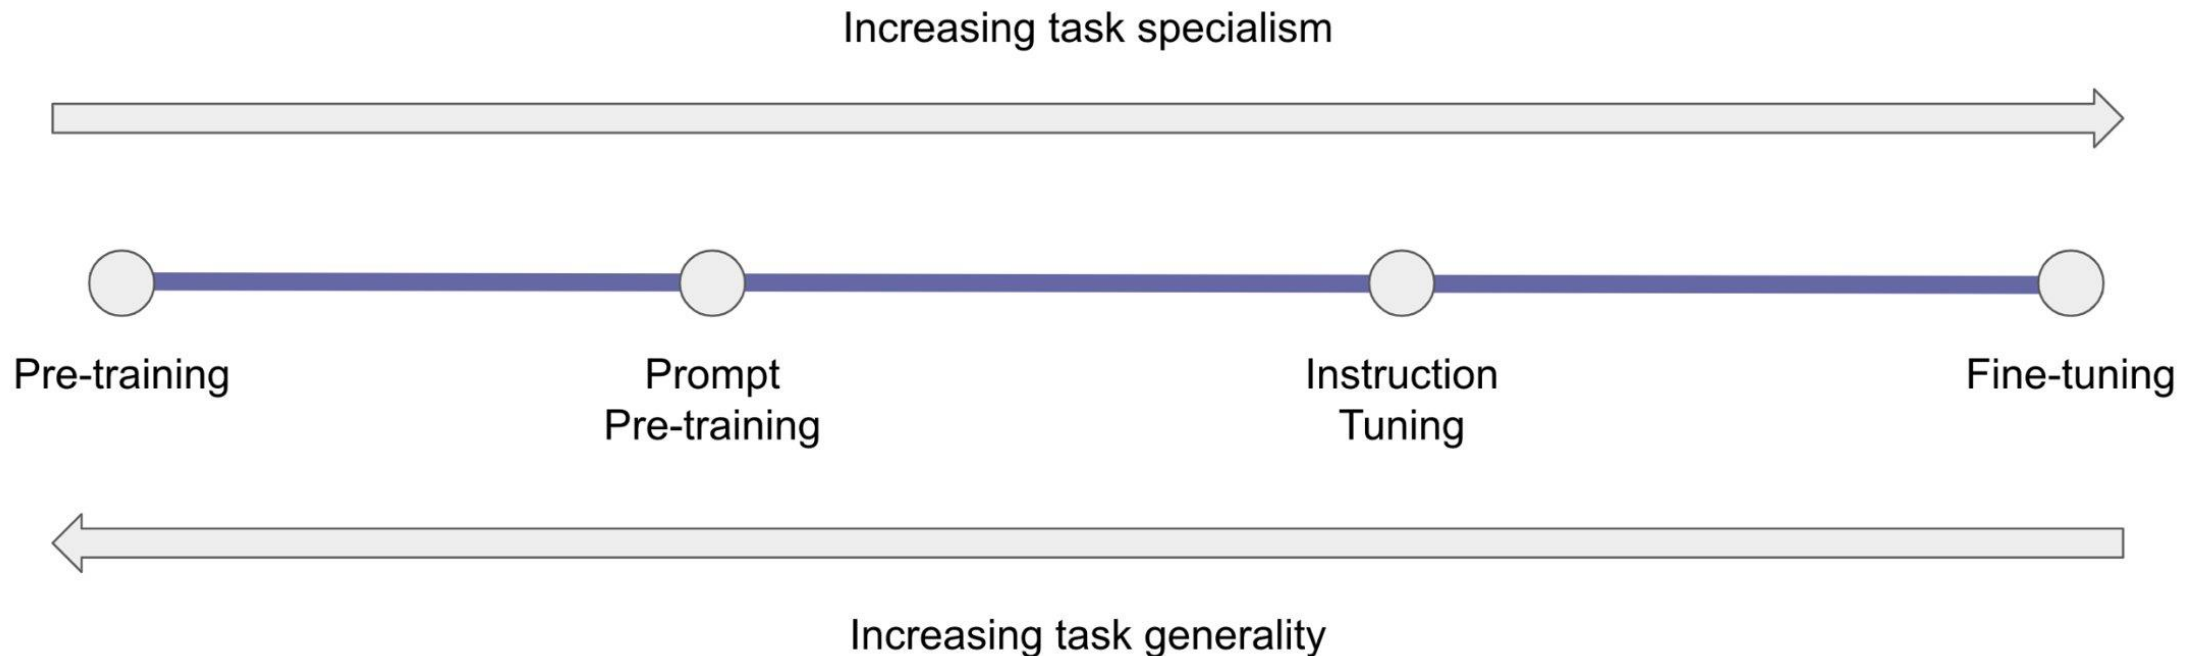 Increasing task specialism
Pre-training
Prompt
Pre-training
Instruction
Tuning
Fine-tuning
Increasing task generality